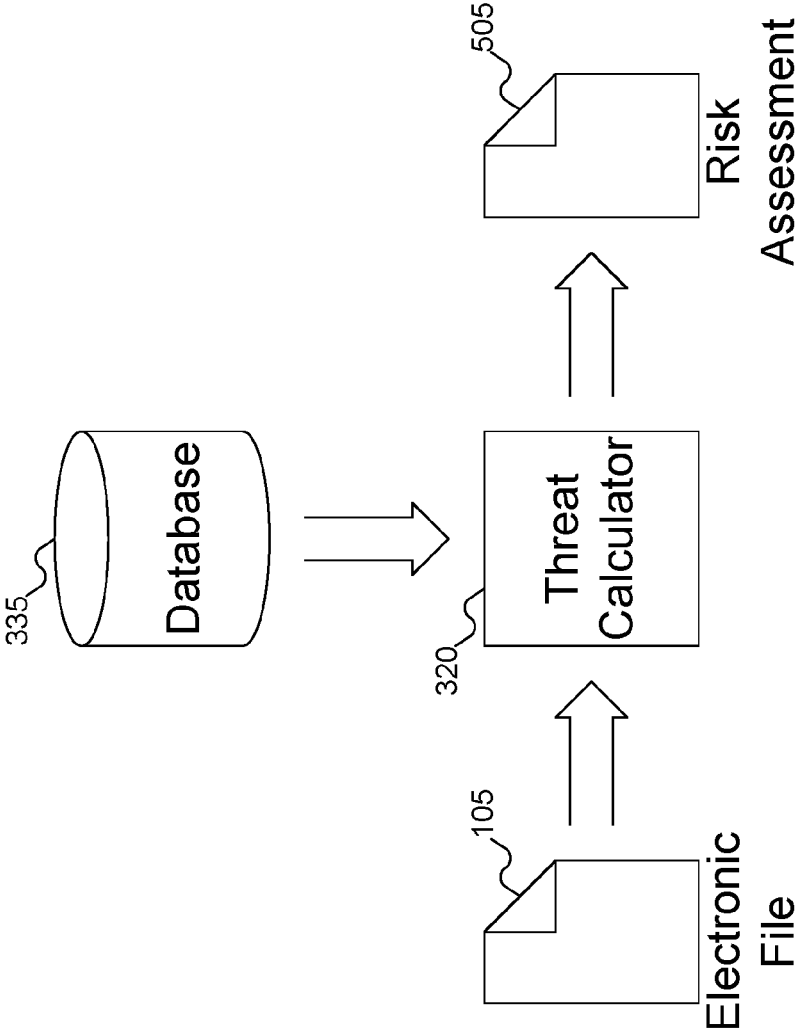 335
Database
105
Electronic
File
320
Threat
Calculator
505
Risk
Assessment